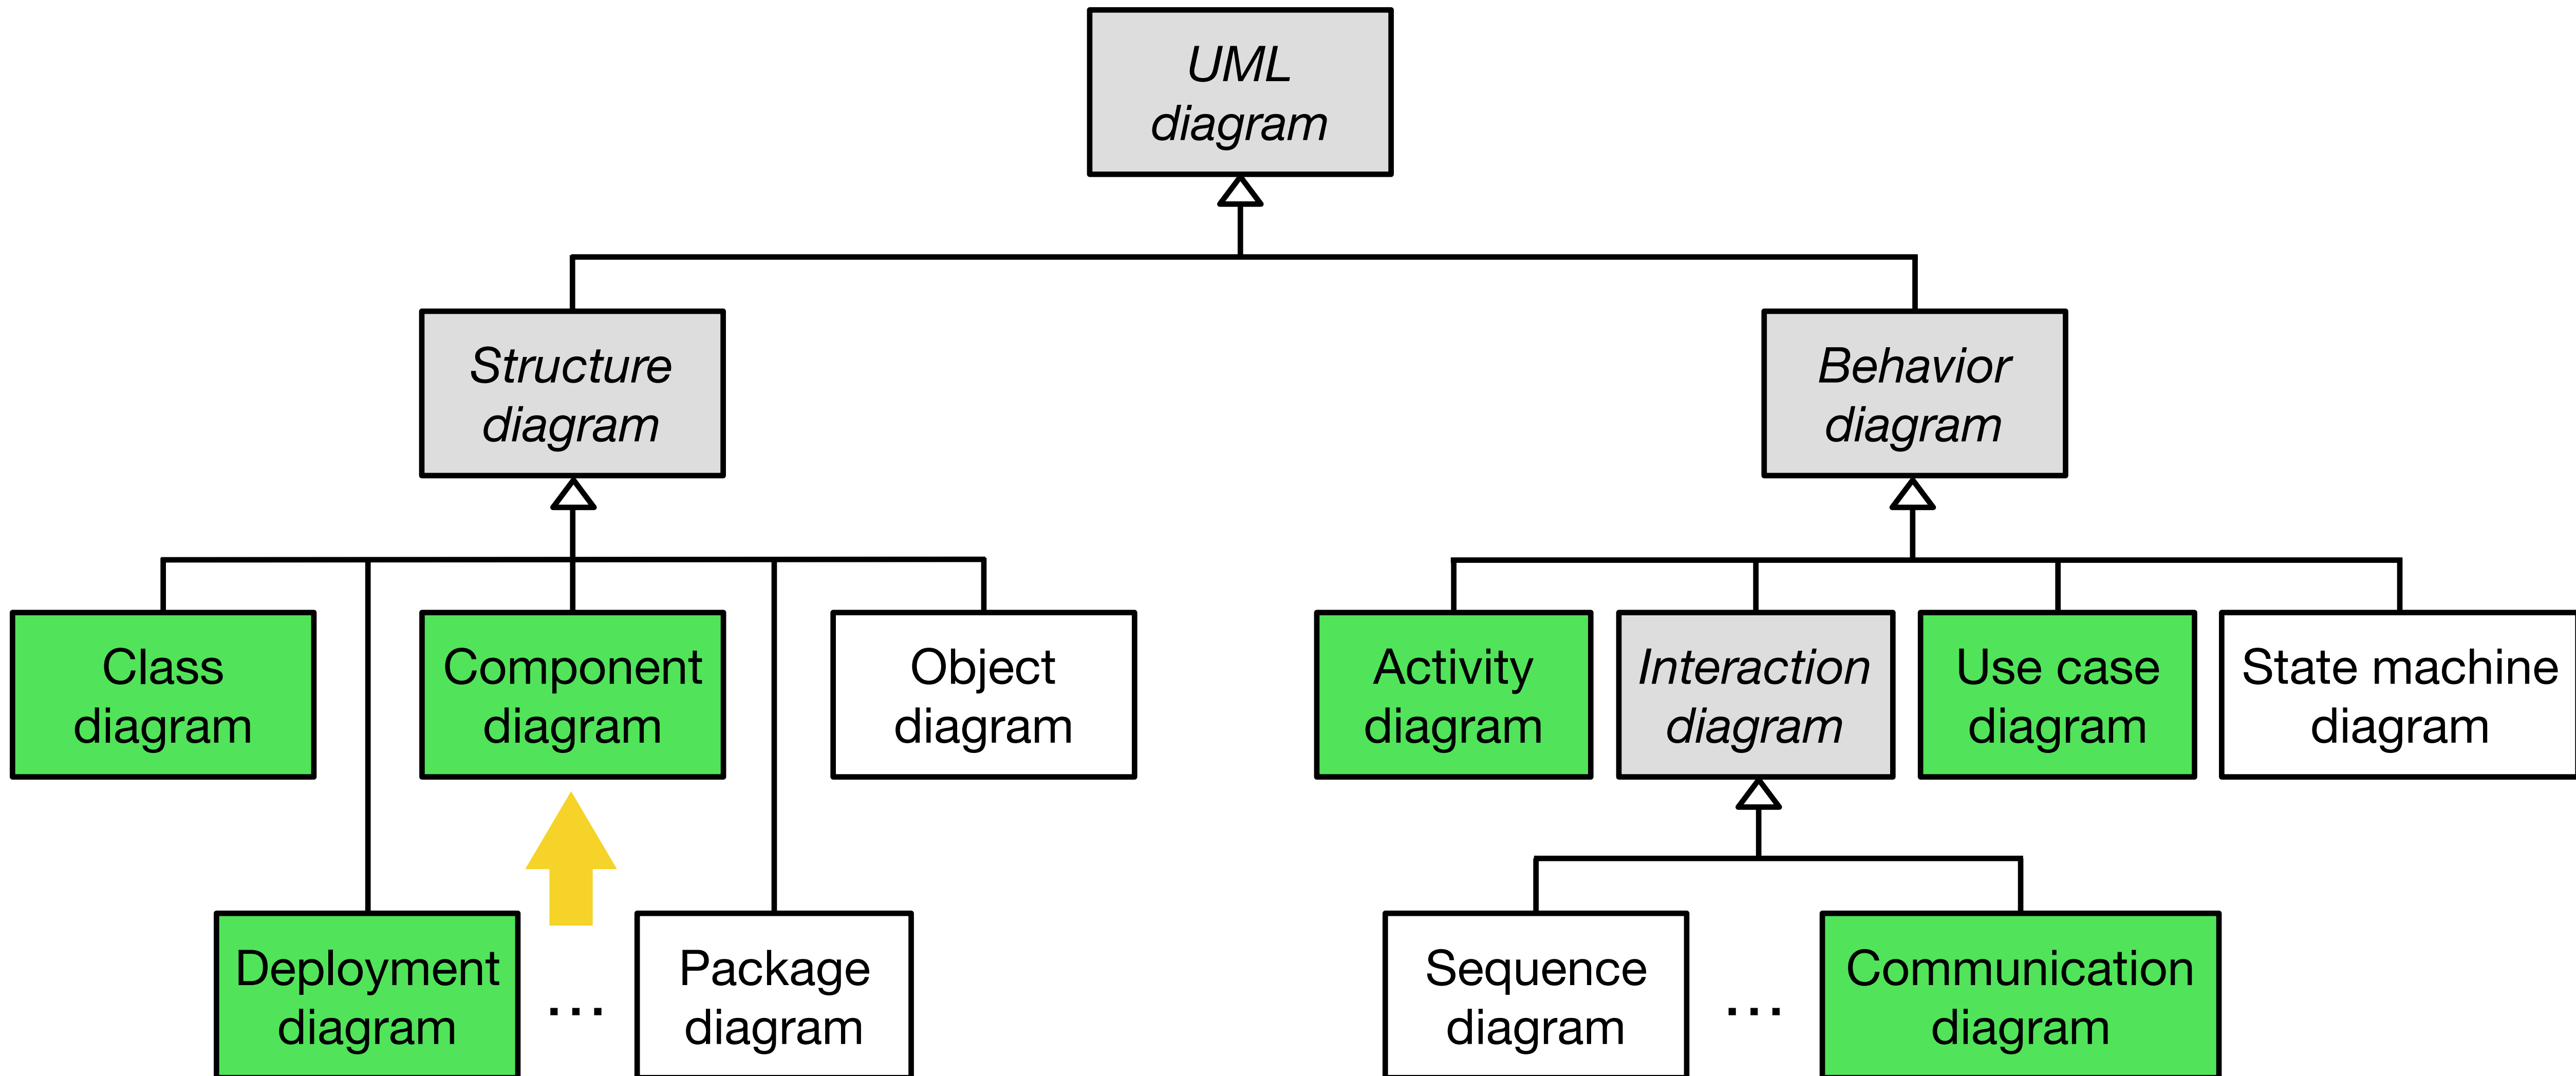 UML
diagram
Structure
diagram
Behavior
diagram
Class
diagram
Component
diagram
Object
diagram
Activity
diagram
Interaction
diagram
Use case
diagram
State machine
diagram
Deployment
diagram
...
Package
diagram
Sequence
diagram
...
Communication
diagram